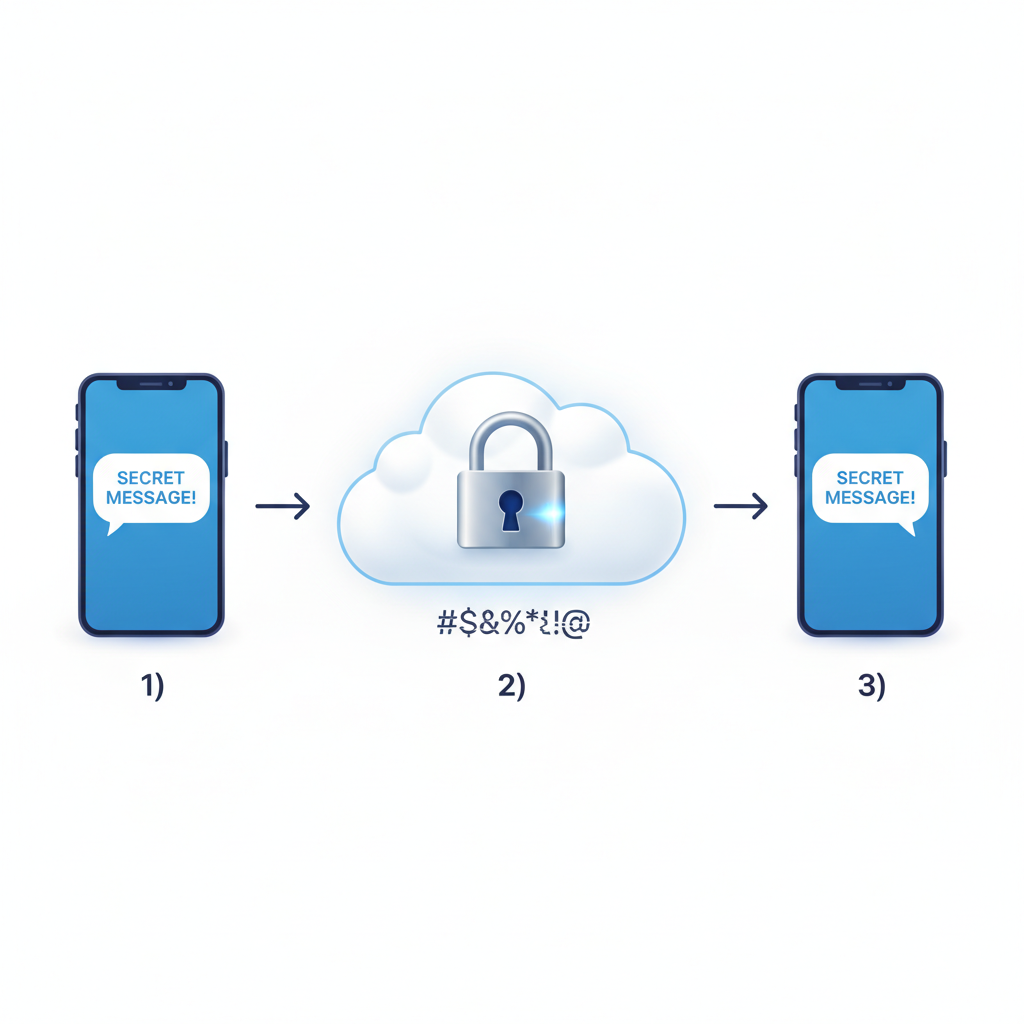 SECRET
MESSAGE!
SECRET
MESSAGE!
#$&%*{!@
1)
2)
3)